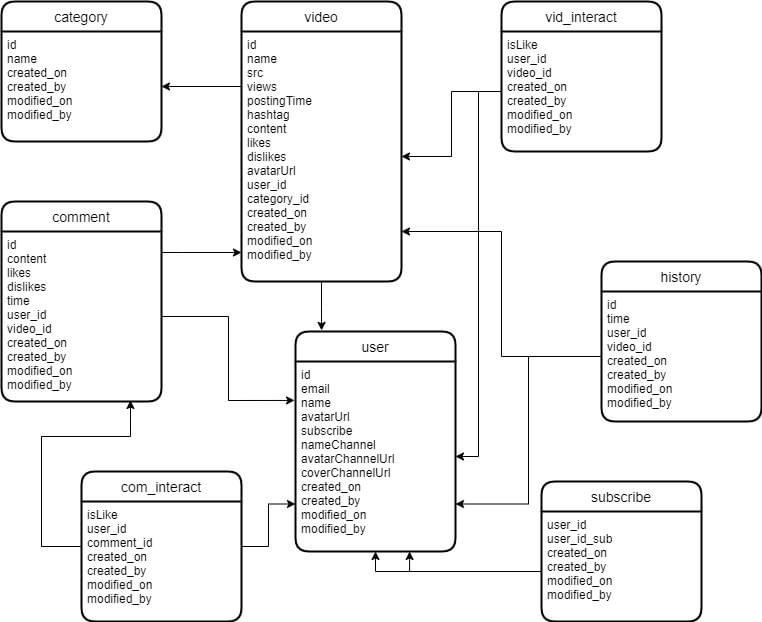 category
id
name
created_on
created_by
modified_on
modified_by
video
id
name
src
views
postingTime
hashtag
content
likes
dislikes
avatarUrl
user_id
category_id
created_on
created_by
modified_on
modified_by
vid_interact
isLike
user_id
video_id
created_on
created_by
modified_on
modified_by
comment
id
content
likes
dislikes
time
user_id
video_id
created_on
created_by
modified_on
modified_by
history
id
time
user_id
video_id
created_on
created_by
modified_on
modified_by
user
id
email
name
avatarUrl
subscribe
nameChannel
avatarChannelUrl
coverChannelUrl
created_on
created_by
modified_on
modified_by
com_interact
isLike
user_id
comment_id
created_on
created_by
modified_on
modified_by
subscribe
user_id
user_id_sub
created_on
created_by
modified_on
modified_by